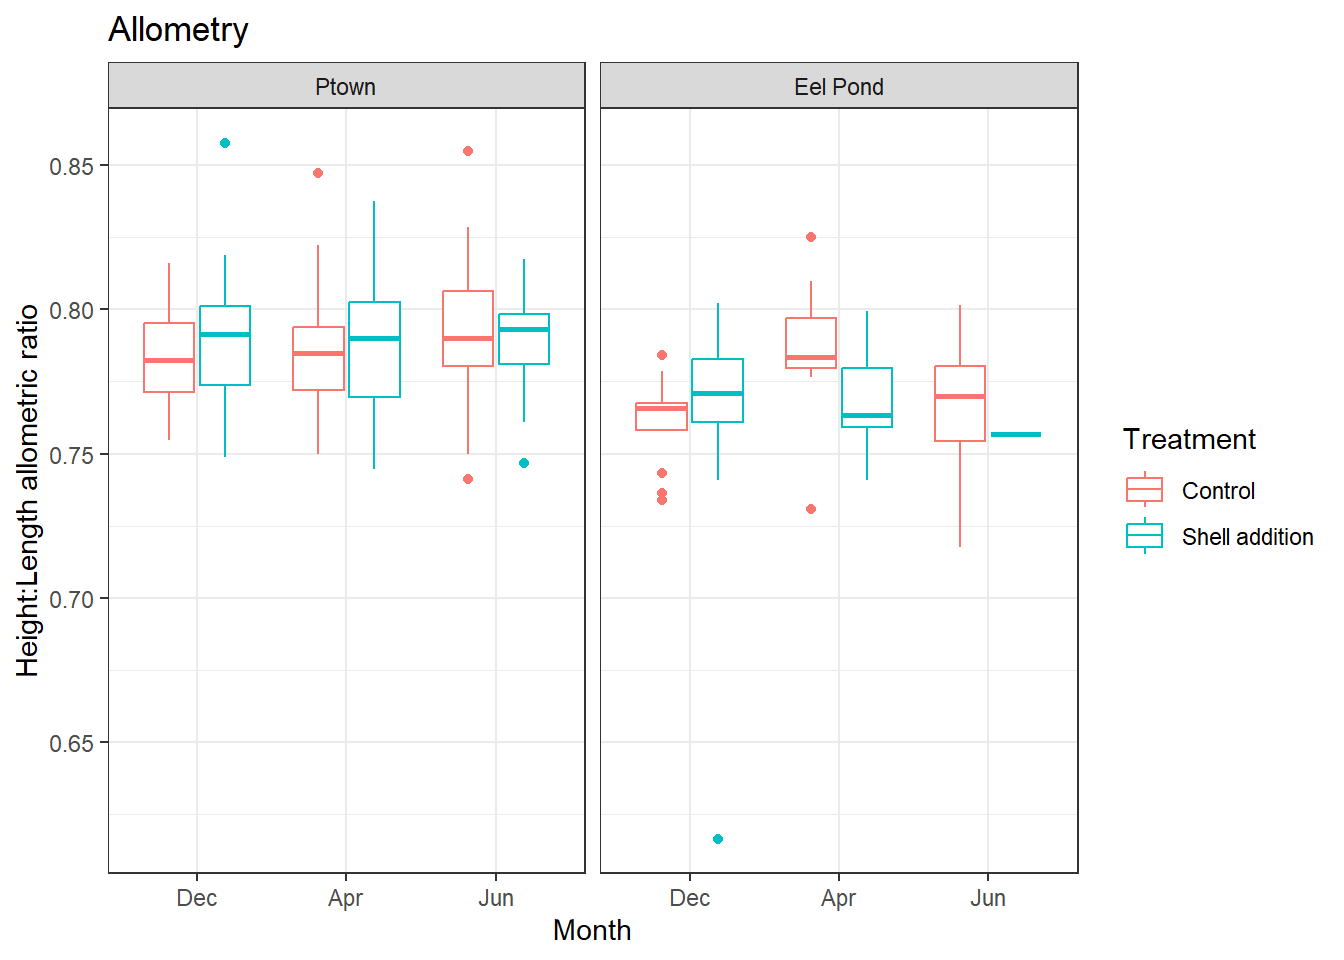 Allometry
Ptown
Eel Pond
Height:Length allometric ratio
0.85
0.80
0.75
0.70
0.65
Dec
Apr
Jun
Dec
Apr
Jun
Month
Treatment
Control
Shell addition